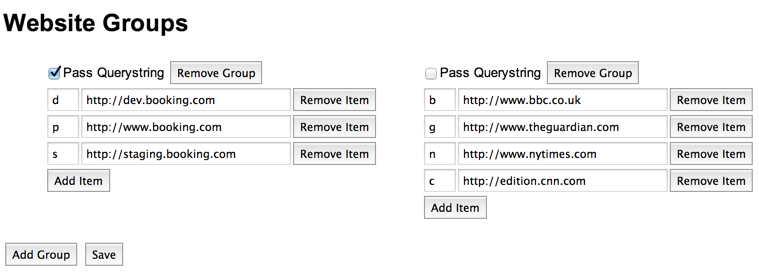 Website Groups
Pass Querystring Remove Group
d http://dev.booking.com Remove Item
p http://www.booking.com Remove Item
s http://staging.booking.com Remove Item
Add Item
Pass Querystring Remove Group
b http://www.bbc.co.uk Remove Item
g http://www.theguardian.com Remove Item
n http://www.nytimes.com Remove Item
c http://edition.cnn.com Remove Item
Add Item
Add Group Save